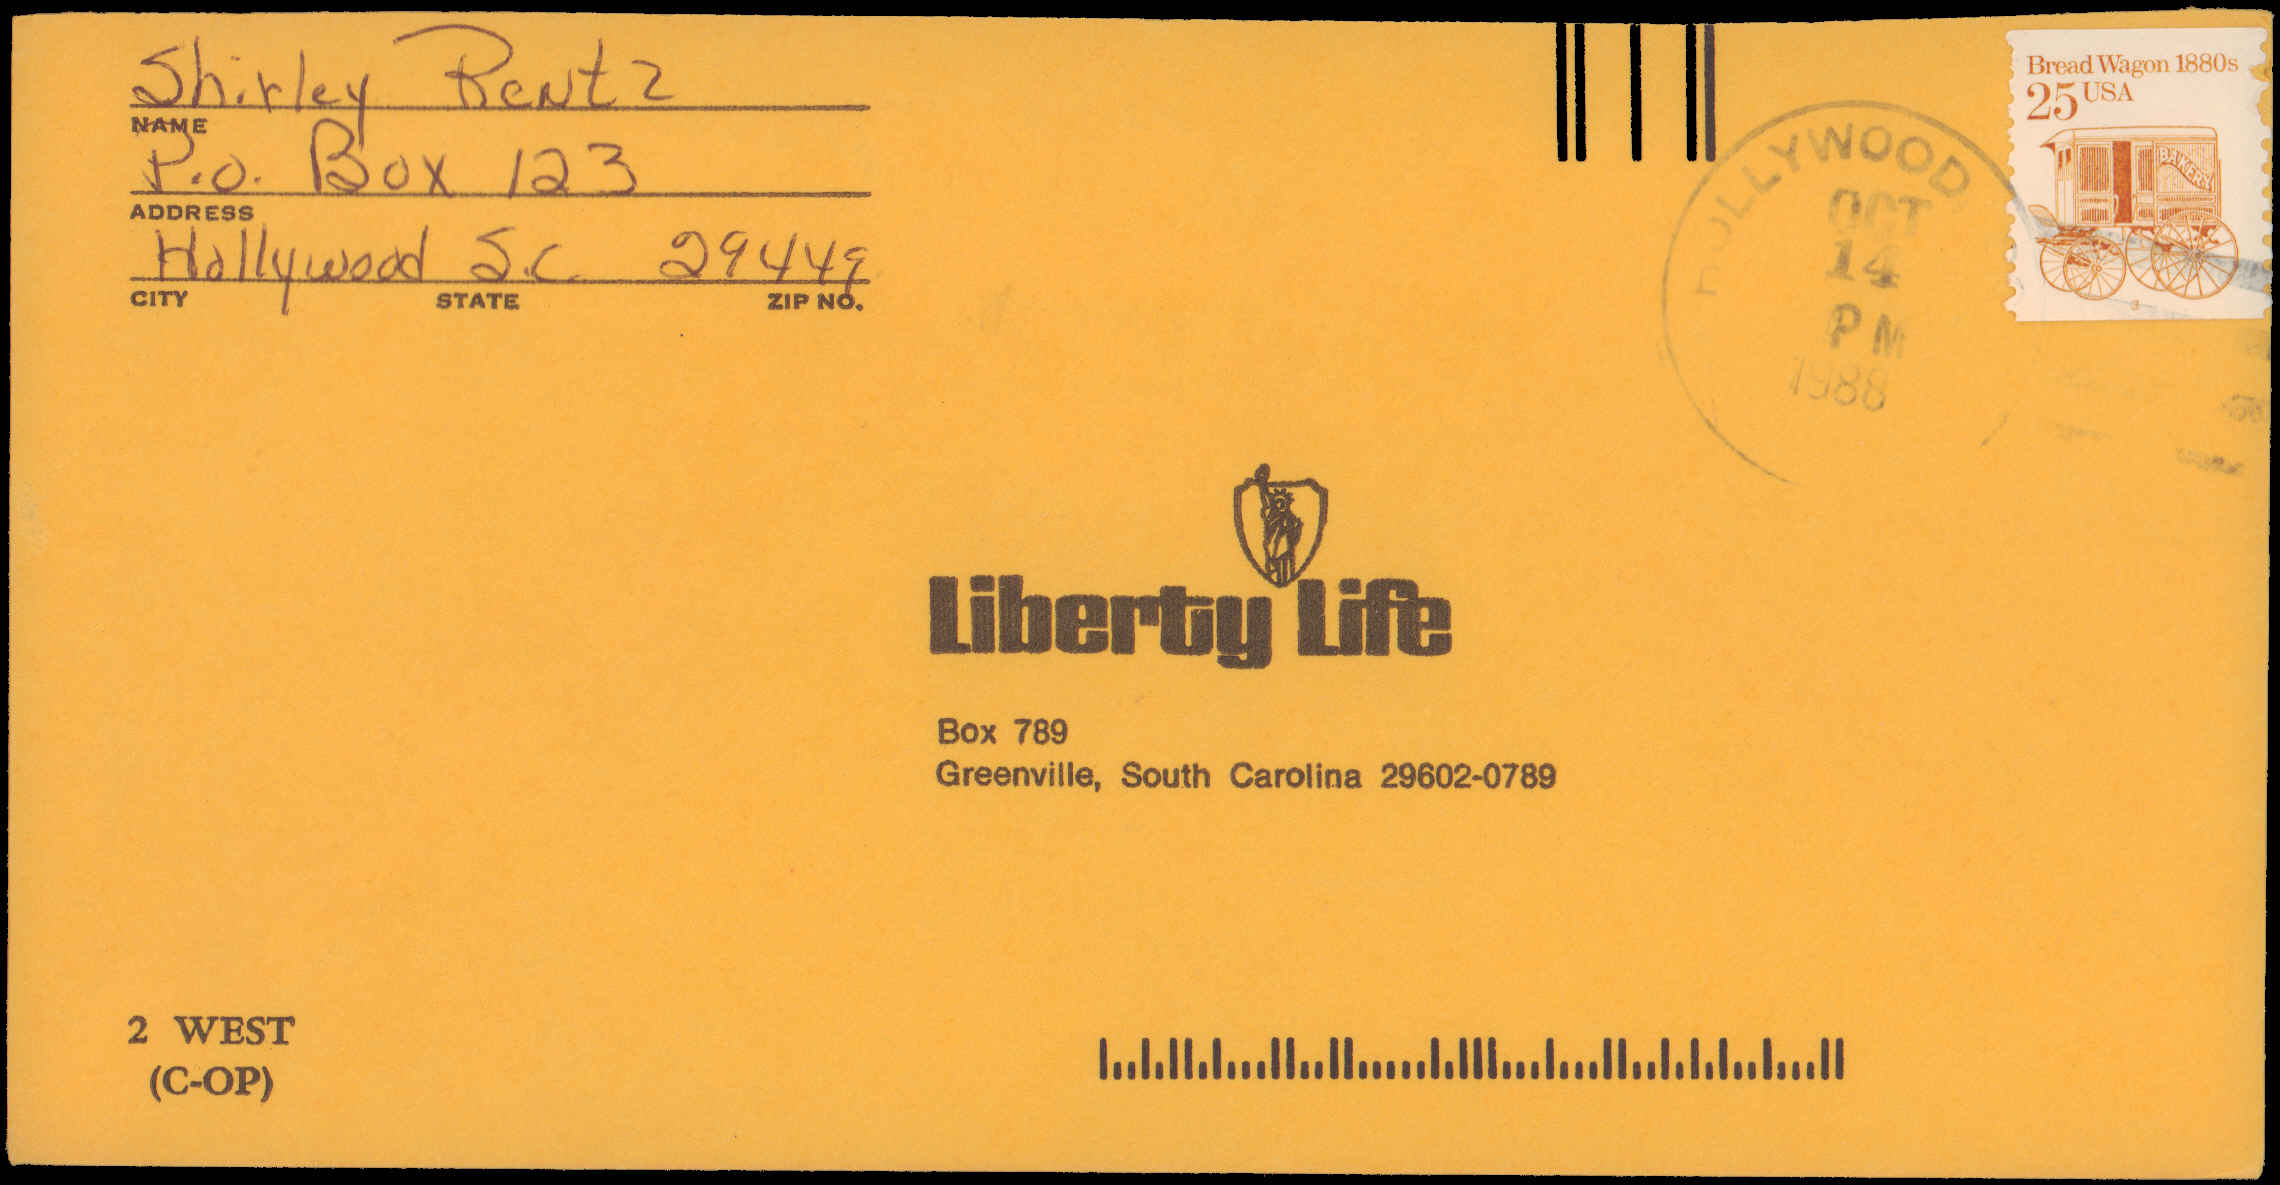 Shirley Rentz
NAME
P.O. Box 123
ADDRESS
Hollywood S.C. 29449
CITY STATE ZIP NO.
Bread Wagon 1880s
25 USA
BAKERY
3
HOLLYWOOD
OCT
14
PM
1988
Liberty Life
Box 789
Greenville, South Carolina 29602-0789
2 WEST
(C-OP)